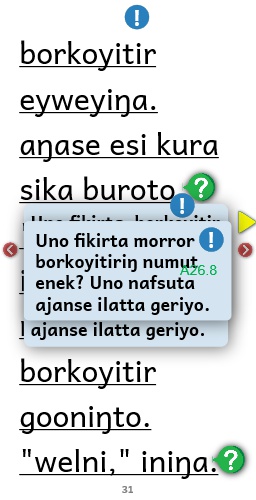 borkoyitir
eyweyiŋa.
aŋase esi kura
sika buroto
Uno fikirta morror
borkoyitiriŋ numut
enek? Uno nafsuta
ajanse ilatta geriyo.
A26.8
ajanse ilatta geriyo.
borkoyitir
gooniŋto.
"welni," iniŋa.
31